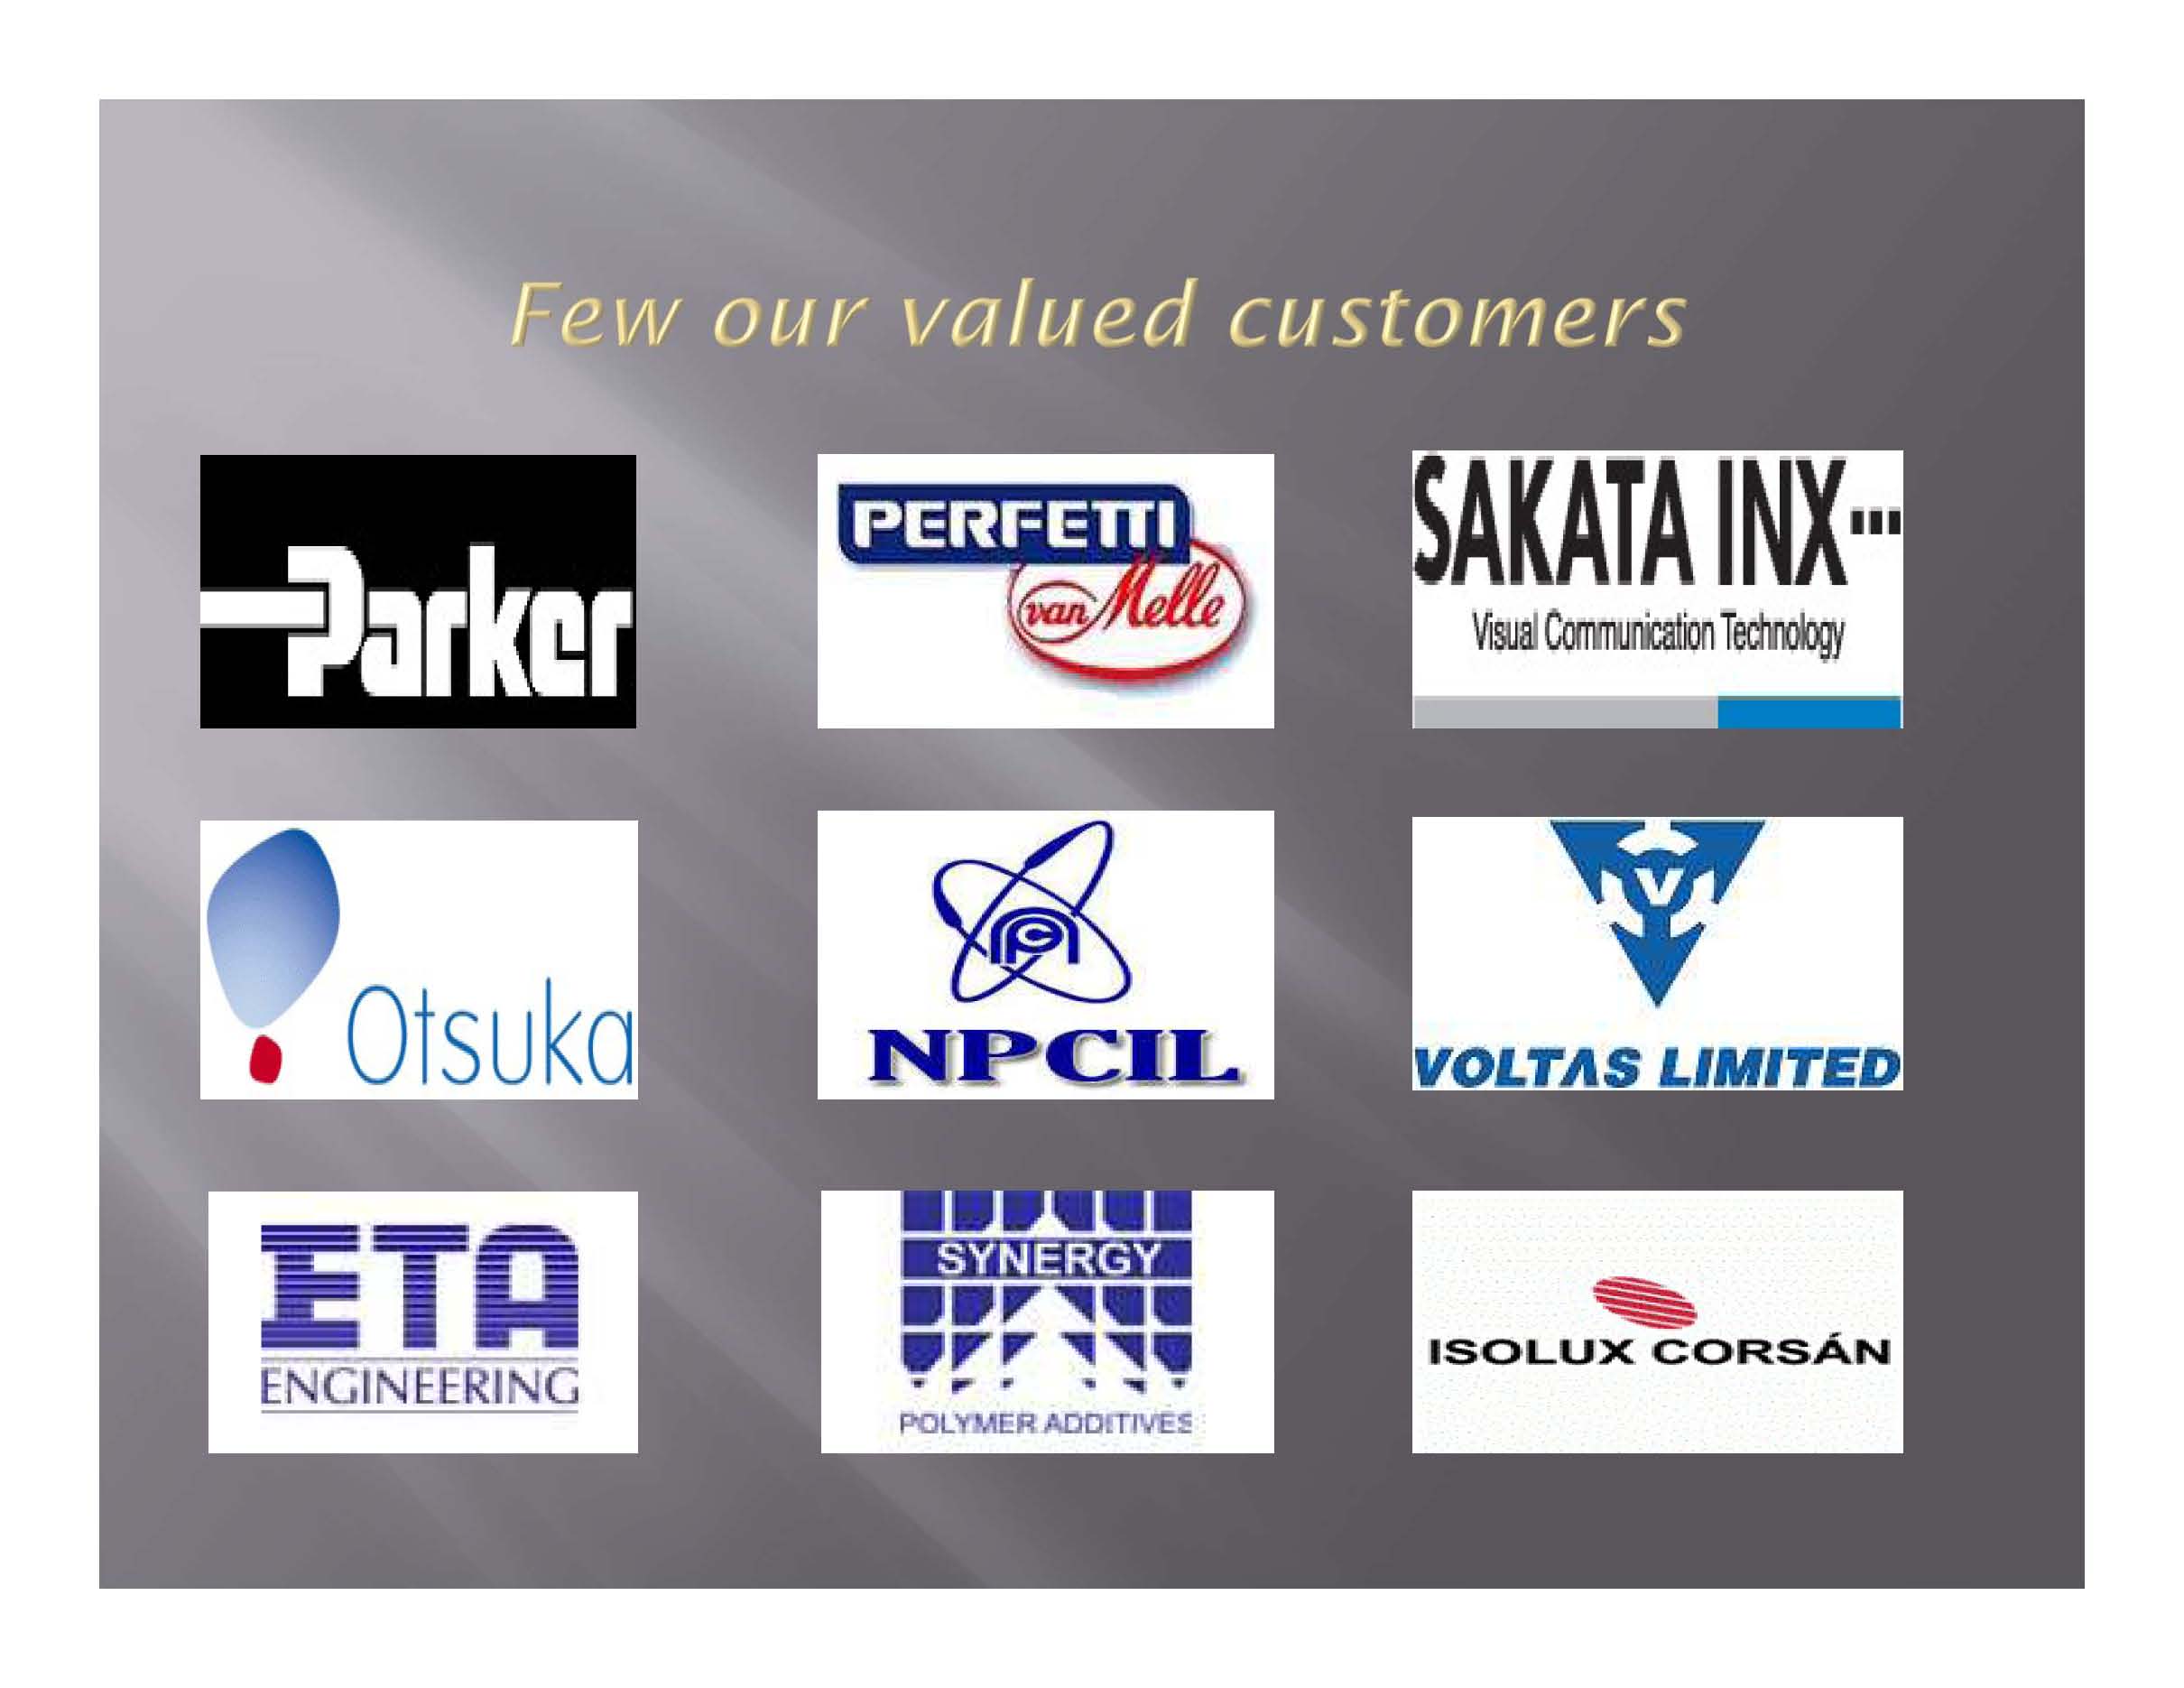 Few our valued customers
Parker
PERFETTI
van Melle
SAKATA INX
Visual Communication Technology
Otsuka
NPCIL
V
VOLTAS LIMITED
ETA
ENGINEERING
SYNERGY
POLYMER ADDITIVES
ISOLUX CORSÁN